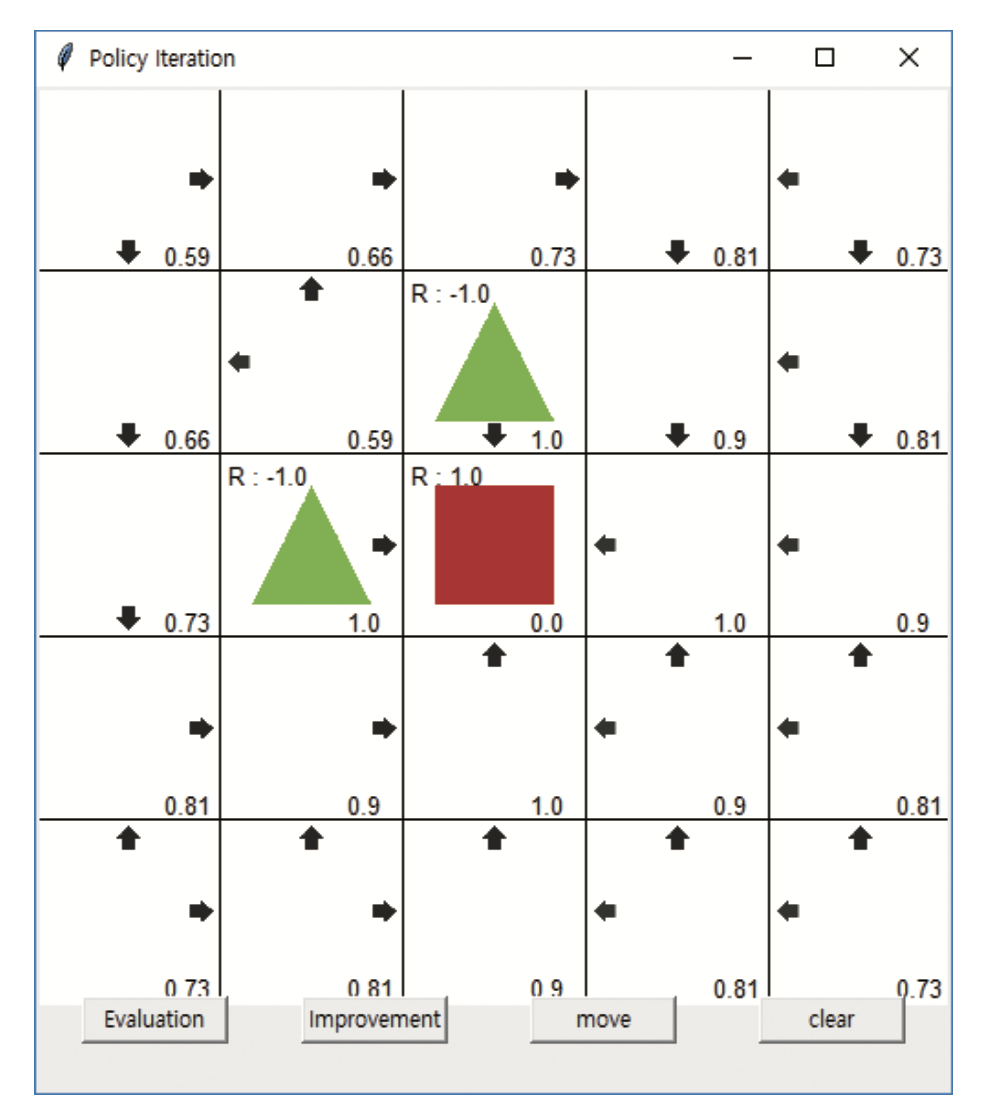 Policy Iteration
0.59 0.66 0.73 0.81 0.73
R : -1.0
0.66 0.59 1.0 0.9 0.81
R : -1.0 R : 1.0
0.73 1.0 0.0 1.0 0.9
0.81 0.9 1.0 0.9 0.81
0.73 0.81 0.9 0.81 0.73
Evaluation Improvement move clear